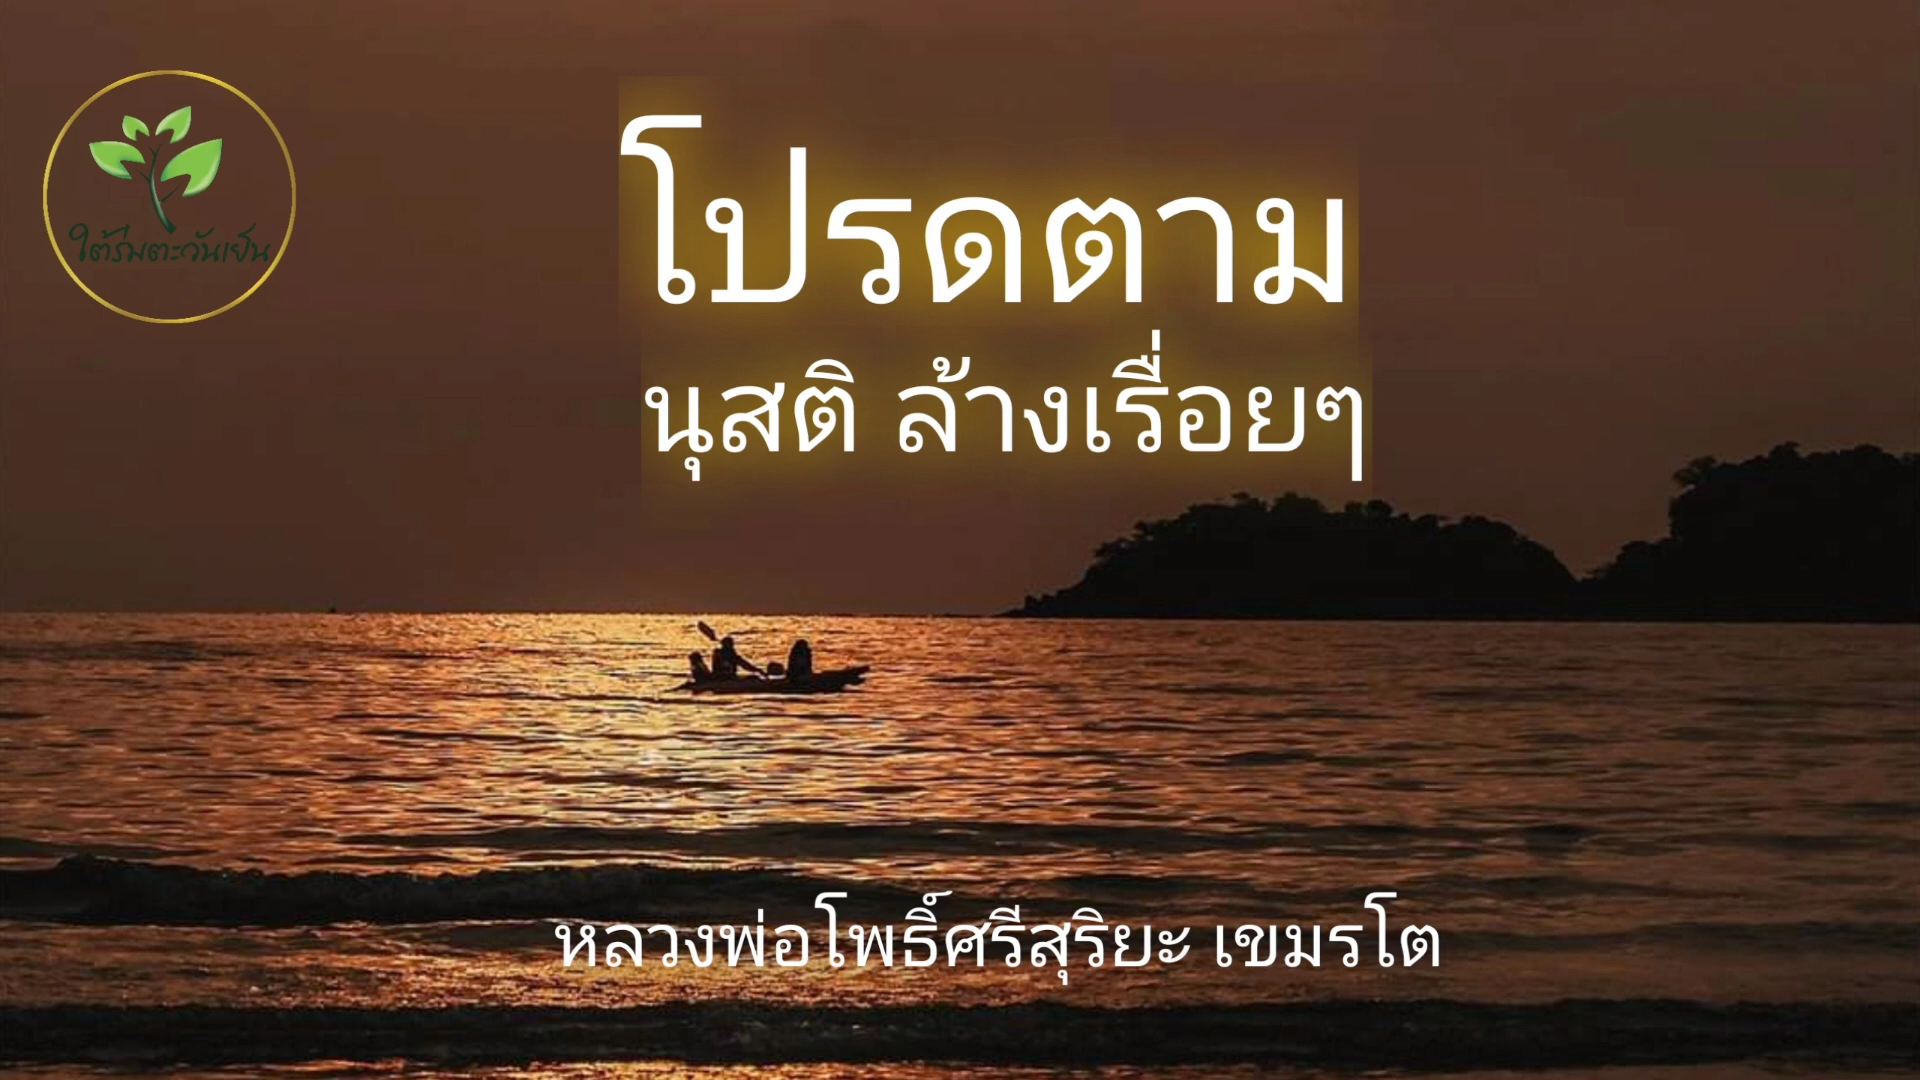 ใต้ร่มตะวันเย็น
โปรดตาม
นุสติ ล้างเรื่อยๆ
หลวงพ่อโพธิ์ศรีสุริยะ เขมรโต